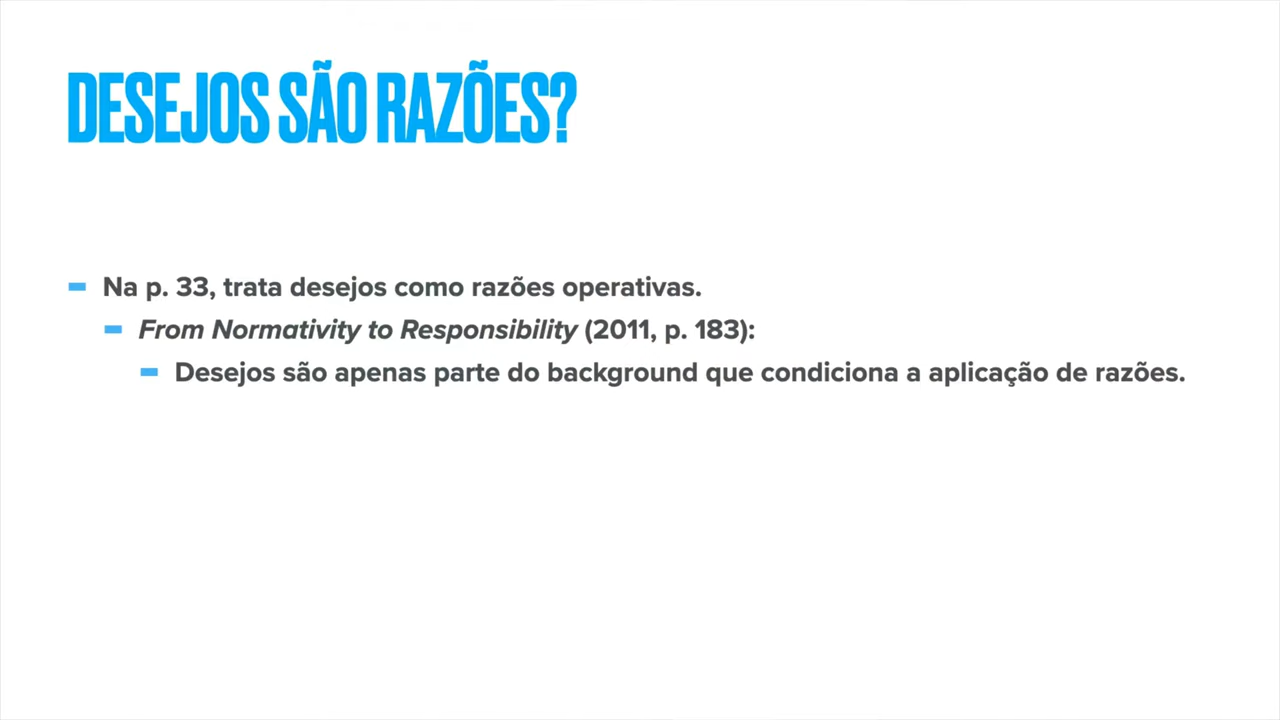 DESEJOS SÃO RAZÕES?
Na p. 33, trata desejos como razões operativas.
From Normativity to Responsibility (2011, p. 183):
Desejos são apenas parte do background que condiciona a aplicação de razões.